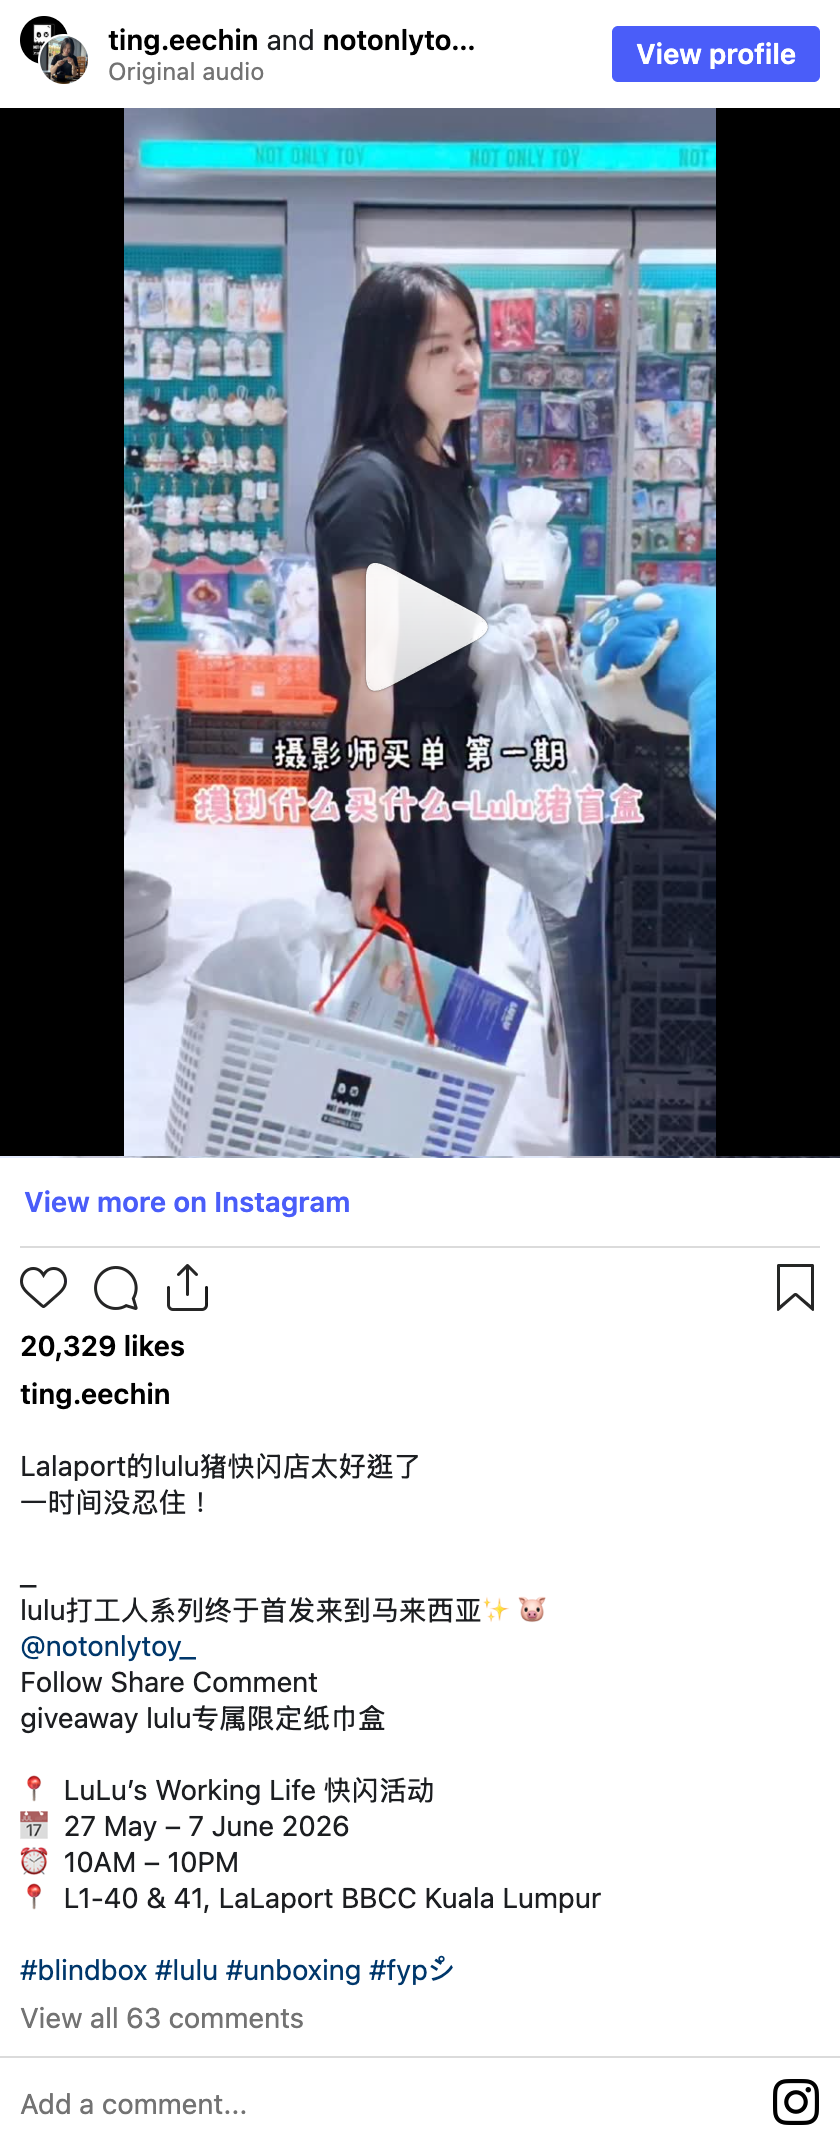 ting.eechin and notonlyto...
Original audio
View profile
NOT ONLY TOY NOT ONLY TOY NOT
摄影师买单 第一期
摸到什么买什么-Lulu猪盲盒
LULU
NOT ONLY TOY
View more on Instagram
20,329 likes
ting.eechin
Lalaport的lulu猪快闪店太好逛了
一时间没忍住！
_
lulu打工人系列终于首发来到马来西亚✨ 🐷
@notonlytoy_
Follow Share Comment
giveaway lulu专属限定纸巾盒
📍 LuLu’s Working Life 快闪活动
📅 27 May – 7 June 2026
⏰ 10AM – 10PM
📍 L1-40 & 41, LaLaport BBCC Kuala Lumpur
#blindbox #lulu #unboxing #fypシ゚
View all 63 comments
Add a comment...